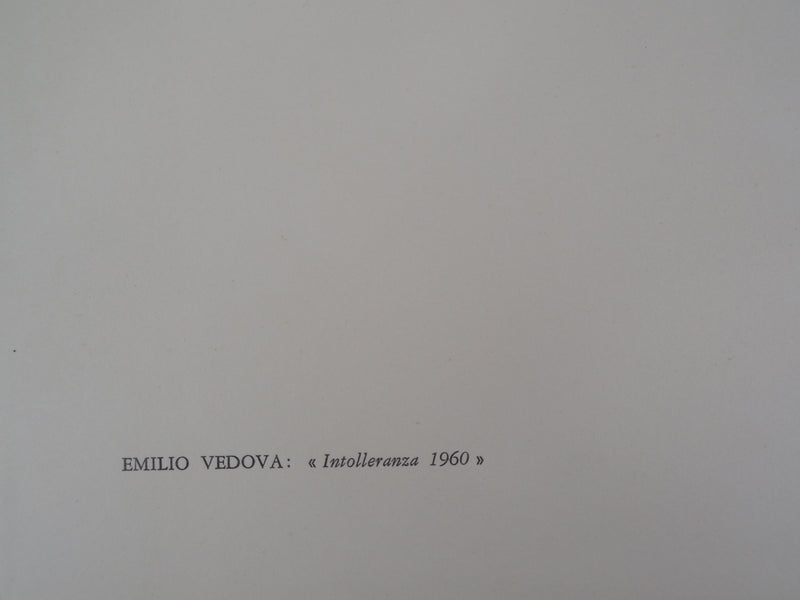 EMILIO VEDOVA: « Intolleranza 1960 »